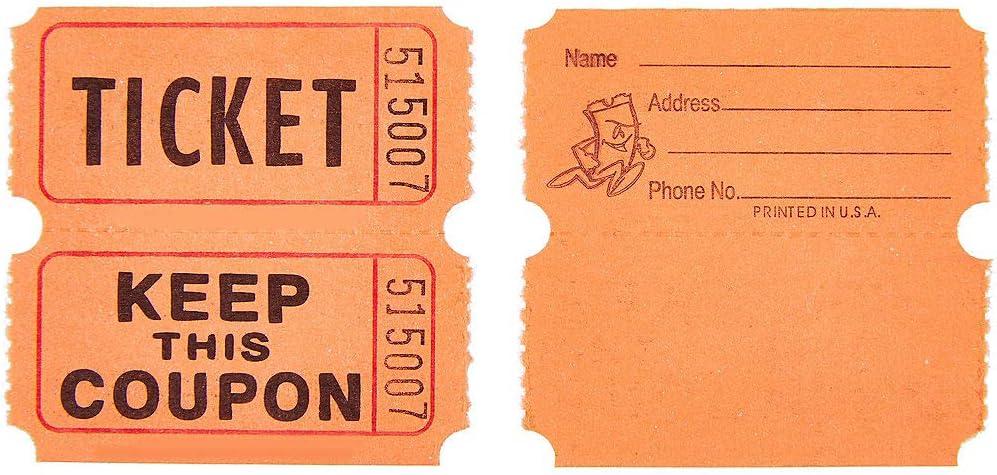 TICKET
515007
KEEP
THIS
COUPON
515007
Name
Address
Phone No.
PRINTED IN U.S.A.